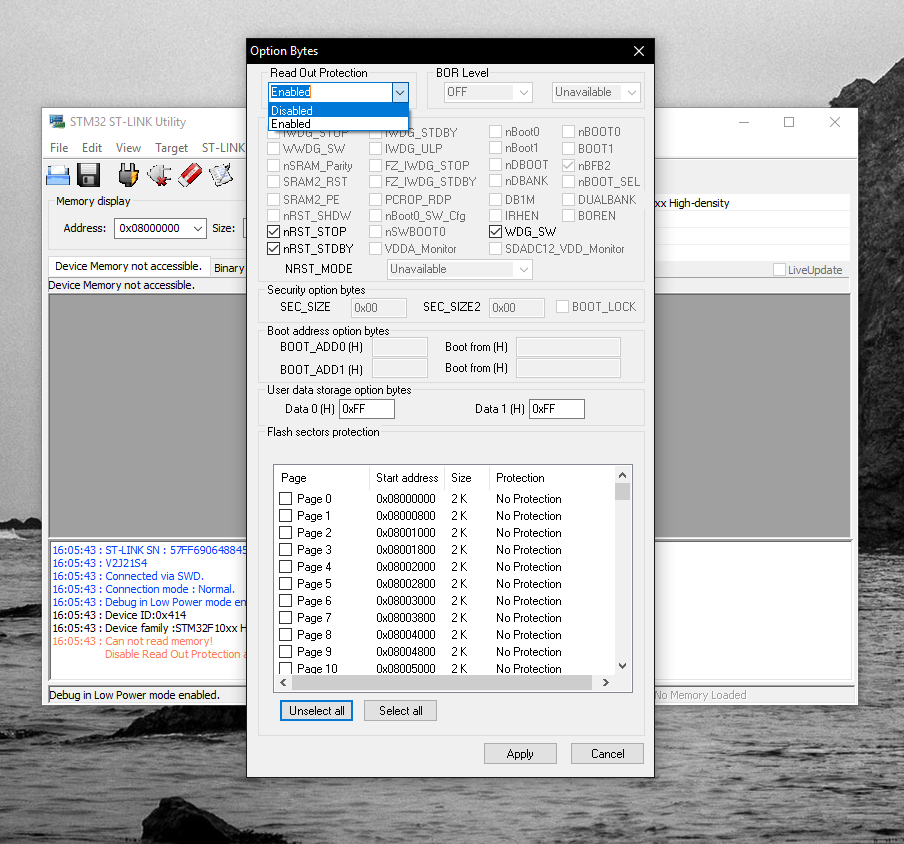 Option Bytes
Read Out Protection
BOR Level
Enabled
OFF
Unavailable
Disabled
Enabled
STM32 ST-LINK Utility
File Edit View Target ST-LINK
Memory display
Address: 0x08000000 Size:
Device Memory not accessible. Binary
Device Memory not accessible.
xx High-density
LiveUpdate
IWDG_STOP IWDG_STDBY nBoot0 nBOOT0
WWDG_SW IWDG_ULP nBoot1 BOOT1
nSRAM_Parity FZ_IWDG_STOP nDBOOT nBFB2
SRAM2_RST FZ_IWDG_STDBY nDBANK nBOOT_SEL
SRAM2_PE PCROP_RDP DB1M DUALBANK
nRST_SHDW nBoot0_SW_Cfg IRHEN BOREN
nRST_STOP nSWBOOT0 WDG_SW
nRST_STDBY VDDA_Monitor SDADC12_VDD_Monitor
NRST_MODE Unavailable
Security option bytes
SEC_SIZE 0x00 SEC_SIZE2 0x00 BOOT_LOCK
Boot address option bytes
BOOT_ADD0 (H) Boot from (H)
BOOT_ADD1 (H) Boot from (H)
User data storage option bytes
Data 0 (H) 0xFF Data 1 (H) 0xFF
Flash sectors protection
Page Start address Size Protection
Page 0 0x08000000 2 K No Protection
Page 1 0x08000800 2 K No Protection
Page 2 0x08001000 2 K No Protection
Page 3 0x08001800 2 K No Protection
Page 4 0x08002000 2 K No Protection
Page 5 0x08002800 2 K No Protection
Page 6 0x08003000 2 K No Protection
Page 7 0x08003800 2 K No Protection
Page 8 0x08004000 2 K No Protection
Page 9 0x08004800 2 K No Protection
Page 10 0x08005000 2 K No Protection
Unselect all Select all
Apply Cancel
16:05:43 : ST-LINK SN : 57FF690648845
16:05:43 : V2J21S4
16:05:43 : Connected via SWD.
16:05:43 : Connection mode : Normal.
16:05:43 : Debug in Low Power mode en
16:05:43 : Device ID:0x414
16:05:43 : Device family :STM32F10xx H
16:05:43 : Can not read memory!
Disable Read Out Protection a
Debug in Low Power mode enabled.
No Memory Loaded